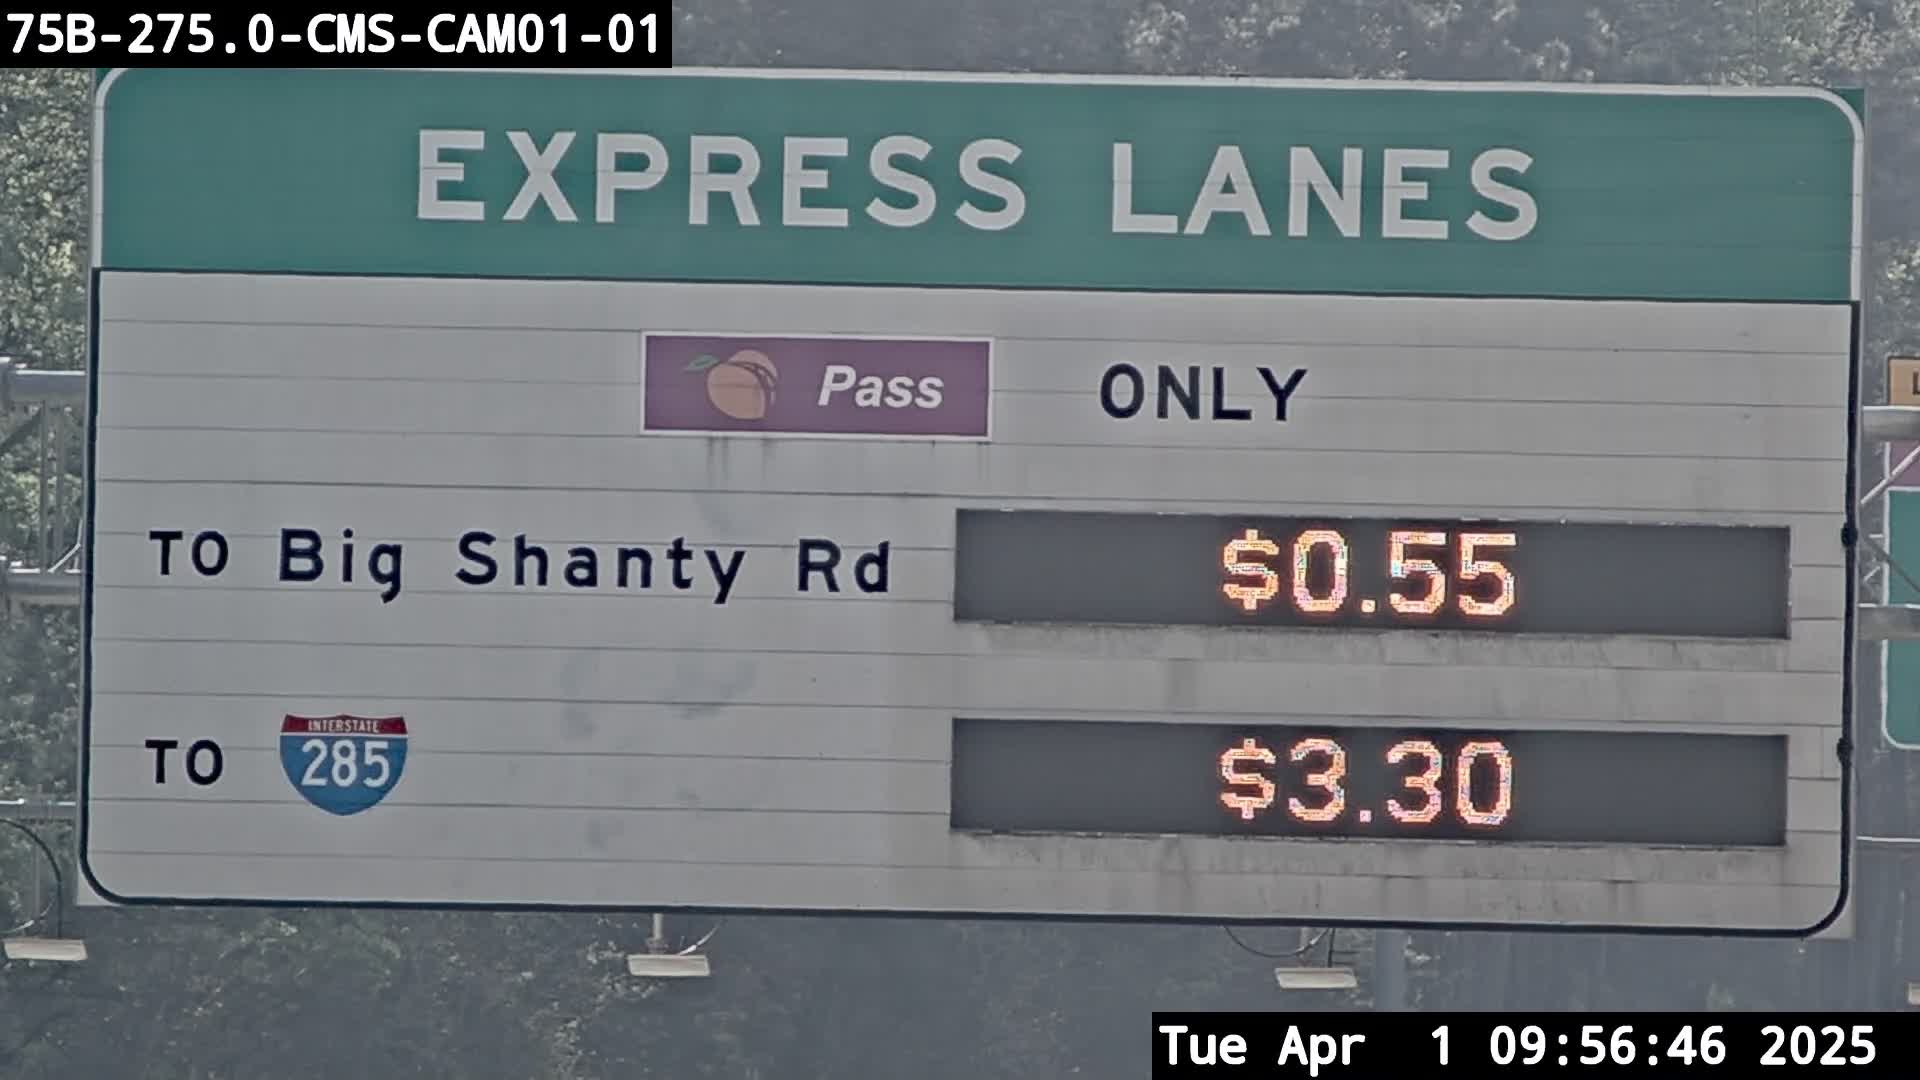 75B-275.0-CMS-CAM01-01
EXPRESS LANES
Pass ONLY
TO Big Shanty Rd $0.55
INTERSTATE
TO 285 $3.30
Tue Apr 1 09:56:46 2025